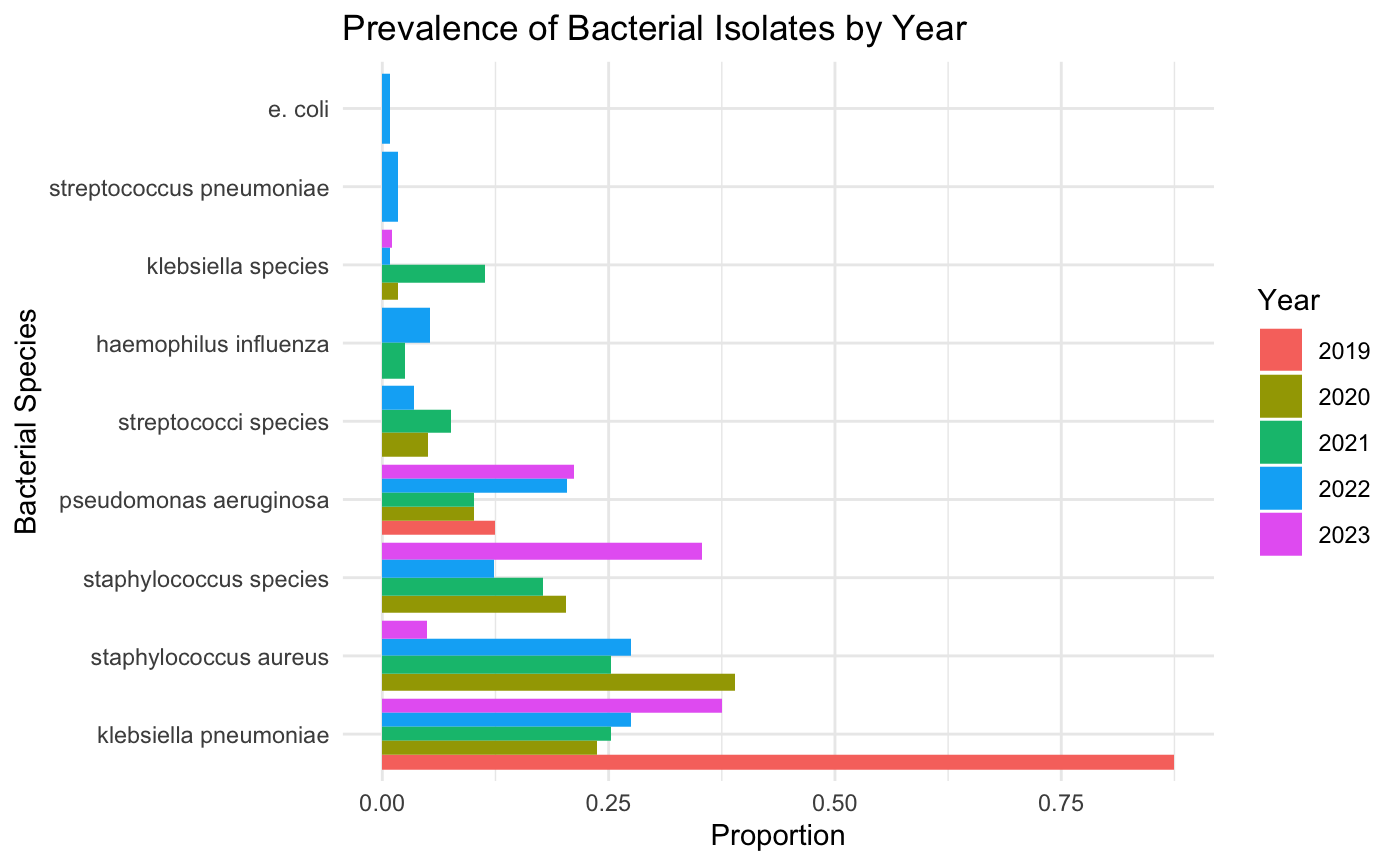 Prevalence of Bacterial Isolates by Year
Bacterial Species
e. coli
streptococcus pneumoniae
klebsiella species
haemophilus influenza
streptococci species
pseudomonas aeruginosa
staphylococcus species
staphylococcus aureus
klebsiella pneumoniae
0.00 0.25 0.50 0.75
Proportion
Year
2019
2020
2021
2022
2023